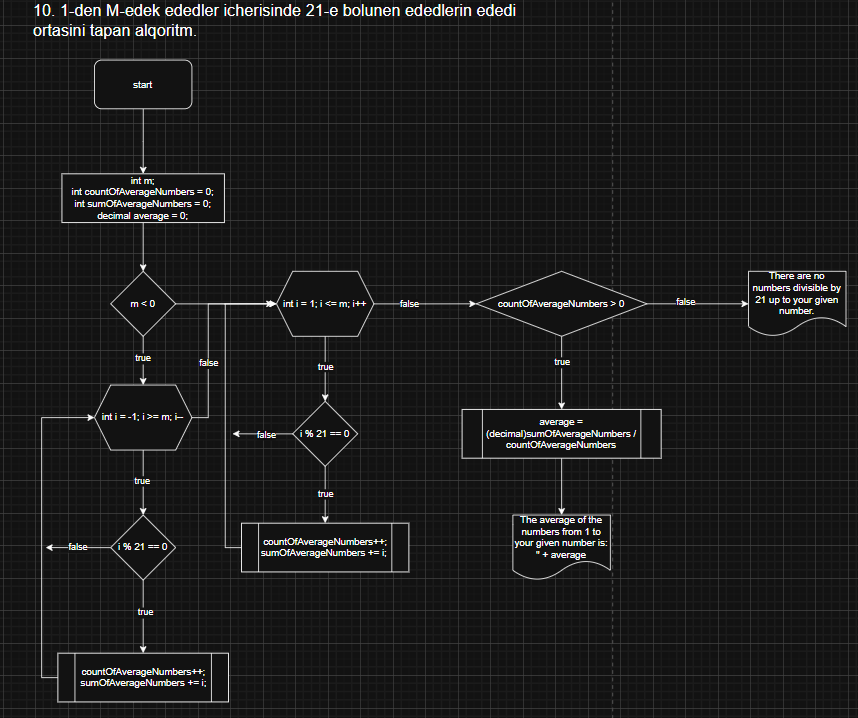 10. 1-den M-edek ededler icherisinde 21-e bolunen ededlerin ededi
ortasini tapan alqoritm.
start
int m;
int countOfAverageNumbers = 0;
int sumOfAverageNumbers = 0;
decimal average = 0;
m < 0
int i = 1; i <= m; i++
false
countOfAverageNumbers > 0
false
There are no
numbers divisible by
21 up to your given
number.
true
false
true
true
int i = -1; i >= m; i--
average =
(decimal)sumOfAverageNumbers /
countOfAverageNumbers
false
i % 21 == 0
true
true
The average of the
numbers from 1 to
your given number is:
" + average
countOfAverageNumbers++;
sumOfAverageNumbers += i;
false
i % 21 == 0
true
countOfAverageNumbers++;
sumOfAverageNumbers += i;